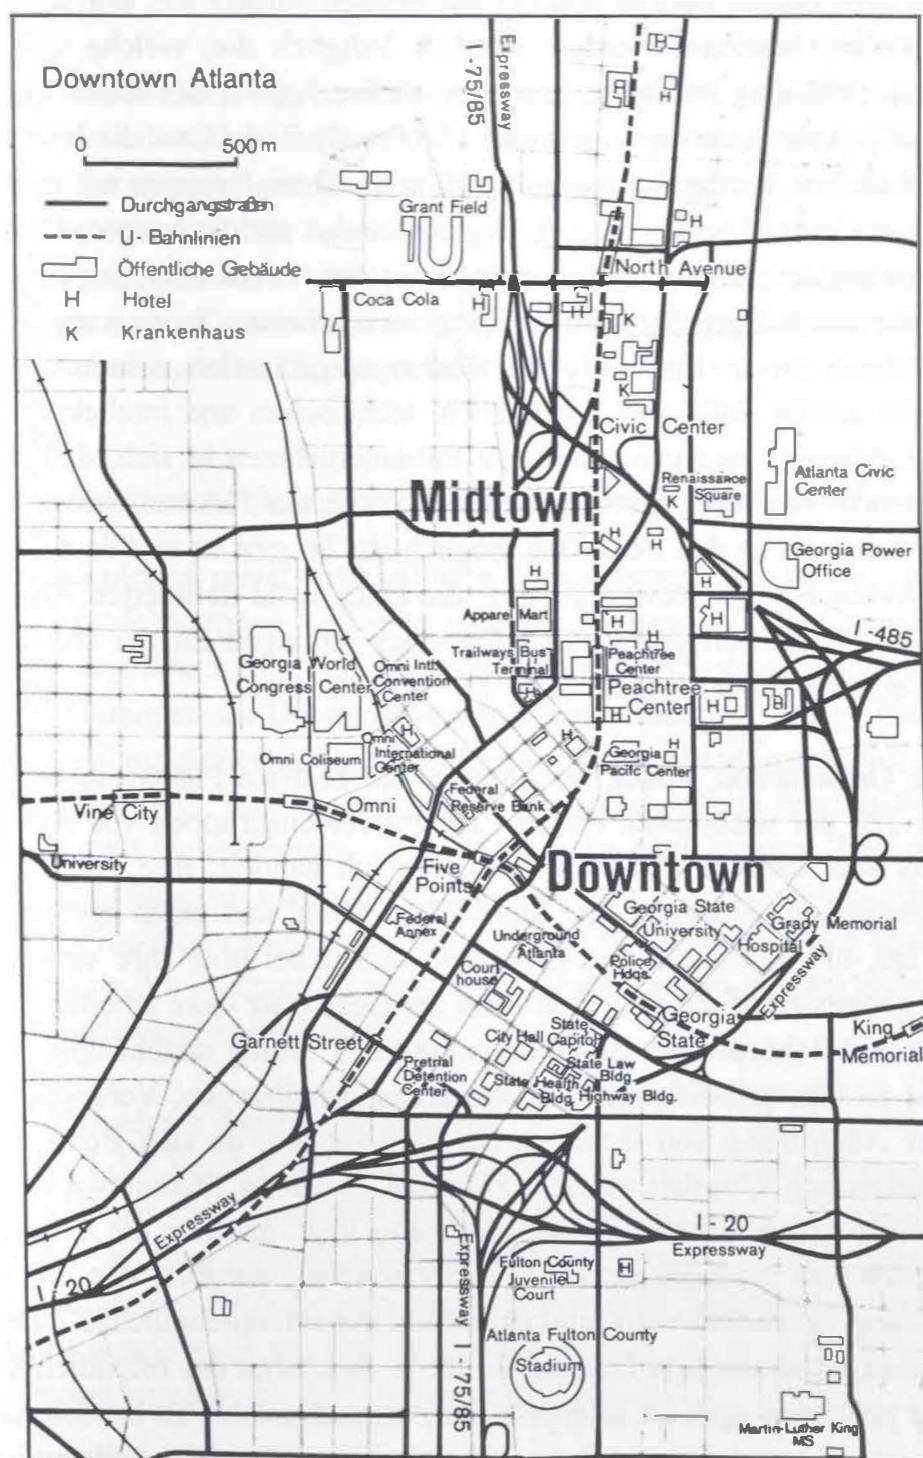 Downtown Atlanta
0 500m
Durchgangstraßen
U-Bahnlinien
Öffentliche Gebäude
H Hotel
K Krankenhaus
I-75/85
Expressway
H
H
H
Grant Field
North Avenue
Coca Cola
H
H
K
K
Civic Center
Atlanta Civic
Center
Renaissance
Square
K
Midtown
H
H
Georgia Power
Office
H
H
Apparel Mart
H
H
I-485
Trailways Bus
Terminal
H
Peachtree
Center
Georgia World
Congress Center
Omni Intl.
Convention
Center
H
Peachtree
Center
H
H
Omni
International
Center
H
H
Omni Coliseum
Georgia
Pacific Center
H
Federal
Reserve Bank
Vine City
Omni
University
Five
Points
Downtown
Federal
Annex
Georgia State
University
Grady Memorial
Hospital
Underground
Atlanta
Police
Hdqs.
Court
house
Expressway
Georgia
State
King
Memorial
Garnett Street
City Hall
State
Capitol
Pretrial
Detention
Center
State Law
Bldg.
State Health
Bldg.
Highway Bldg.
Expressway
I-20
Expressway
I-20
Expressway
Fulton County
Juvenile
Court
H
Atlanta Fulton County
Stadium
I-75/85
Martin-Luther King
MS